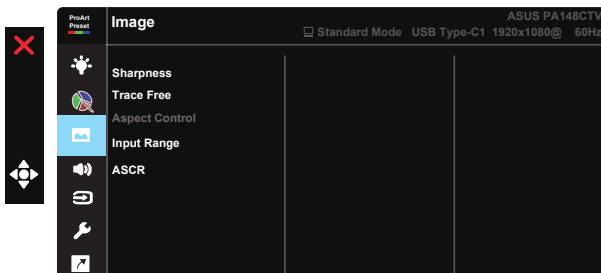 ProArt
Preset
Image
ASUS PA148CTV
Standard Mode USB Type-C1 1920x1080@ 60Hz
Sharpness
Trace Free
Aspect Control
Input Range
ASCR